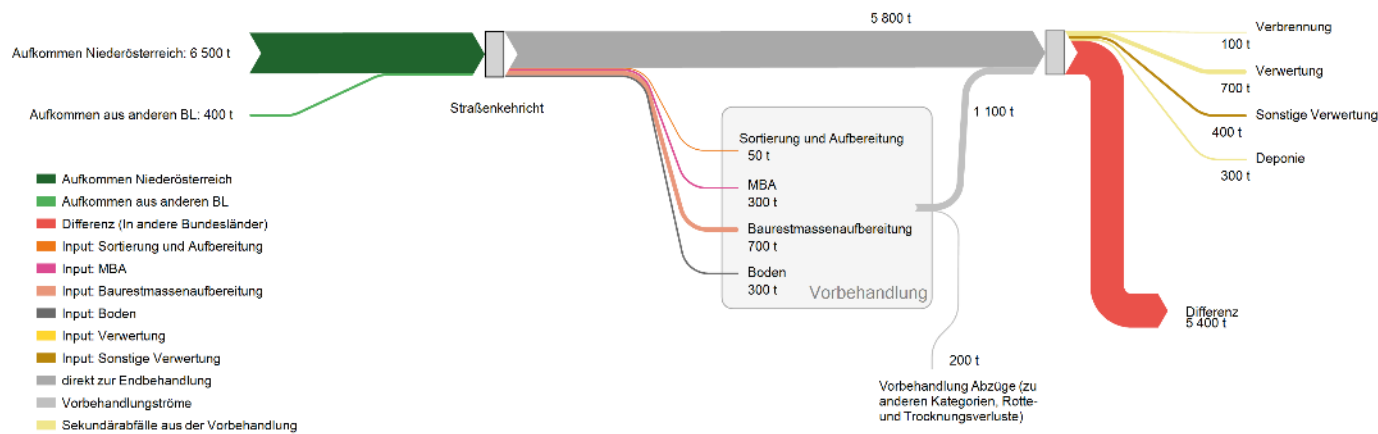 5 800 t
Aufkommen Niederösterreich: 6 500 t
Aufkommen aus anderen BL: 400 t
Straßenkehricht
1 100 t
Verbrennung
100 t
Verwertung
700 t
Sonstige Verwertung
400 t
Deponie
300 t
Sortierung und Aufbereitung
50 t
MBA
300 t
Baurestmassenaufbereitung
700 t
Boden
300 t
Vorbehandlung
Differenz
5 400 t
200 t
Vorbehandlung Abzüge (zu
anderen Kategorien, Rotte-
und Trocknungsverluste)
Aufkommen Niederösterreich
Aufkommen aus anderen BL
Differenz (In andere Bundesländer)
Input: Sortierung und Aufbereitung
Input: MBA
Input: Baurestmassenaufbereitung
Input: Boden
Input: Verwertung
Input: Sonstige Verwertung
direkt zur Endbehandlung
Vorbehandlungströme
Sekundärabfälle aus der Vorbehandlung